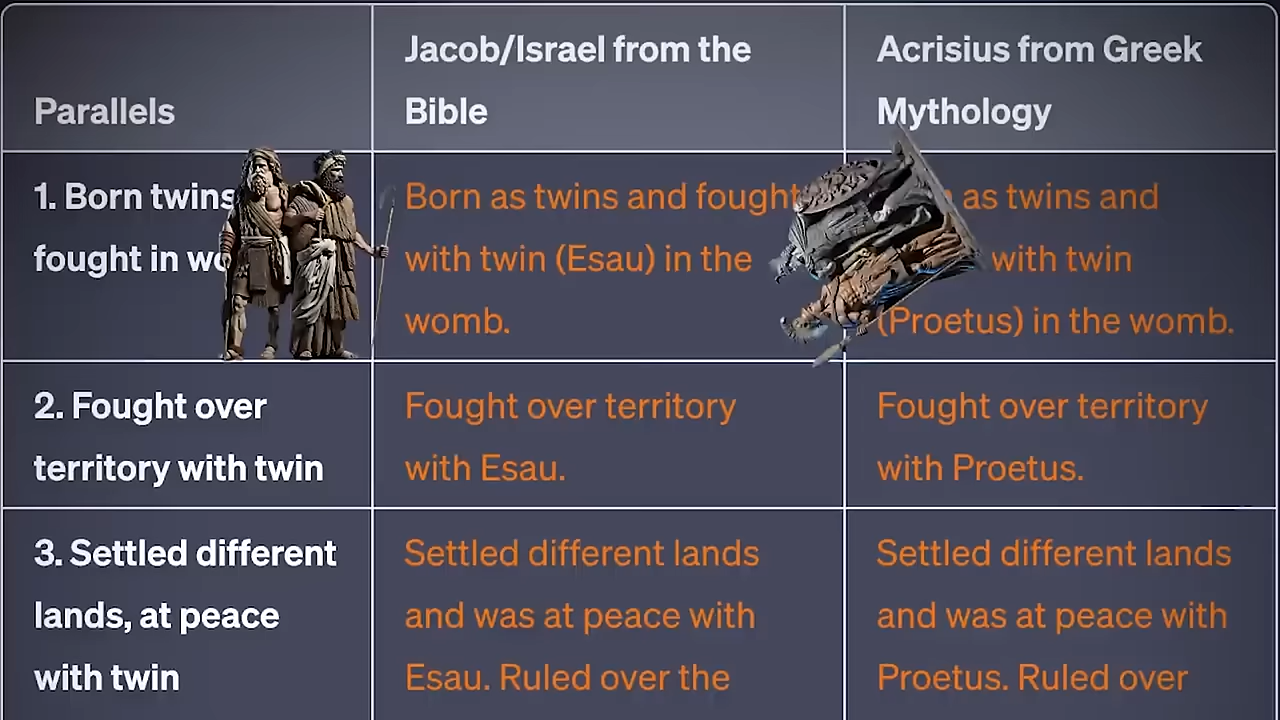 Parallels
Jacob/Israel from the
Bible
Acrisius from Greek
Mythology
1. Born twins
fought in
Born as twins and fought
with twin (Esau) in the
womb.
as twins and
with twin
(Proetus) in the womb.
2. Fought over
territory with twin
Fought over territory
with Esau.
Fought over territory
with Proetus.
3. Settled different
lands, at peace
with twin
Settled different lands
and was at peace with
Esau. Ruled over the
Settled different lands
and was at peace with
Proetus. Ruled over